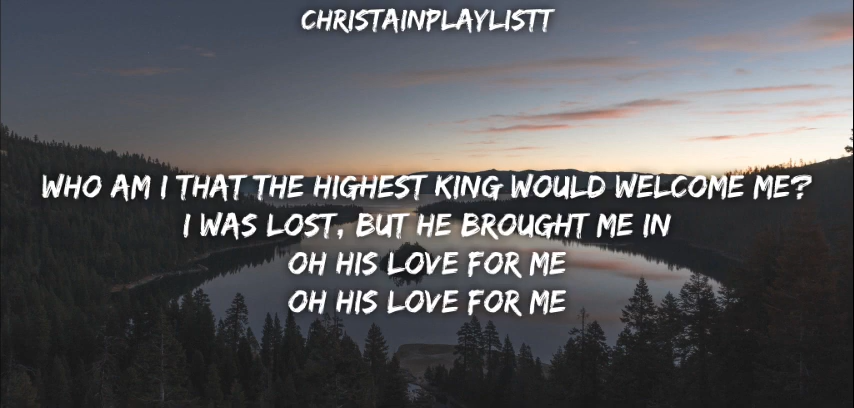 CHRISTAINPLAYLISTT
WHO AM I THAT THE HIGHEST KING WOULD WELCOME ME?
I WAS LOST, BUT HE BROUGHT ME IN
OH HIS LOVE FOR ME
OH HIS LOVE FOR ME